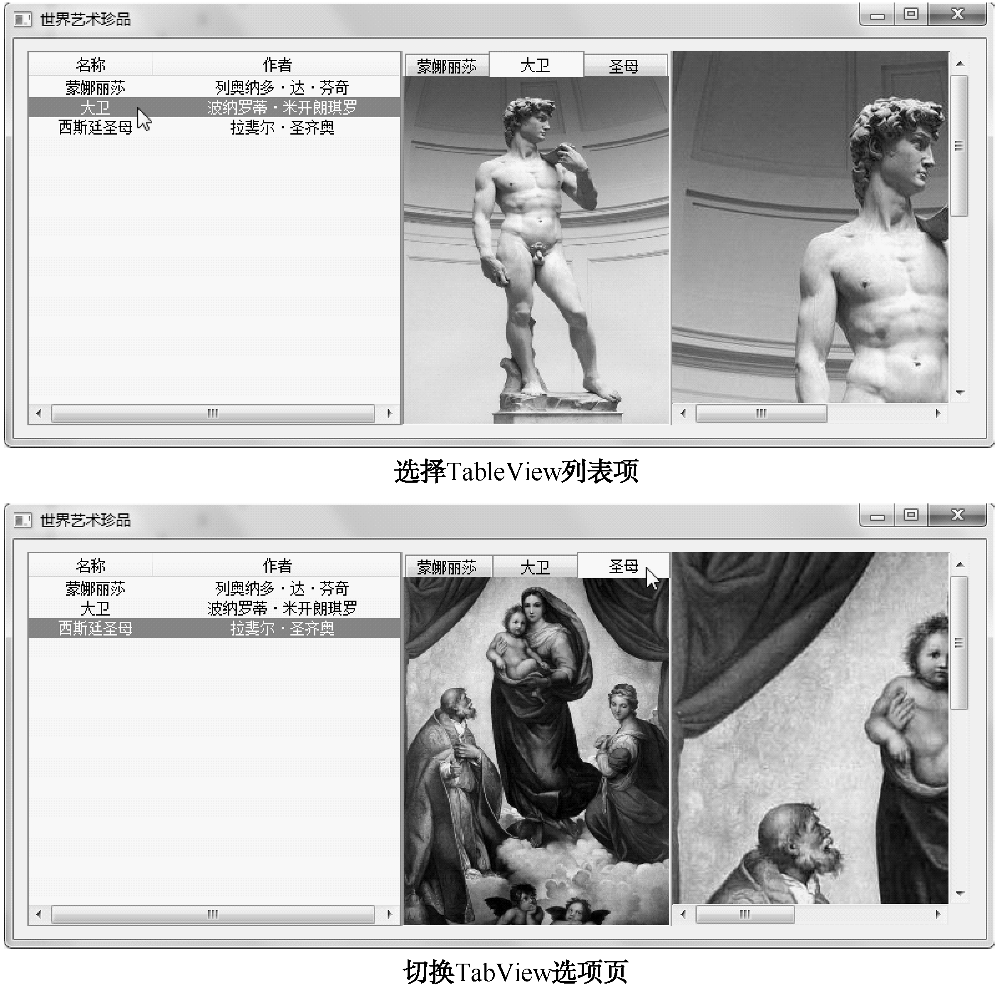 世界艺术珍品
名称 作者
蒙娜丽莎 列奥纳多·达·芬奇
大卫 波纳罗蒂·米开朗琪罗
西斯廷圣母 拉斐尔·圣齐奥
蒙娜丽莎 大卫 圣母
选择TableView列表项
世界艺术珍品
名称 作者
蒙娜丽莎 列奥纳多·达·芬奇
大卫 波纳罗蒂·米开朗琪罗
西斯廷圣母 拉斐尔·圣齐奥
蒙娜丽莎 大卫 圣母
切换TabView选项页